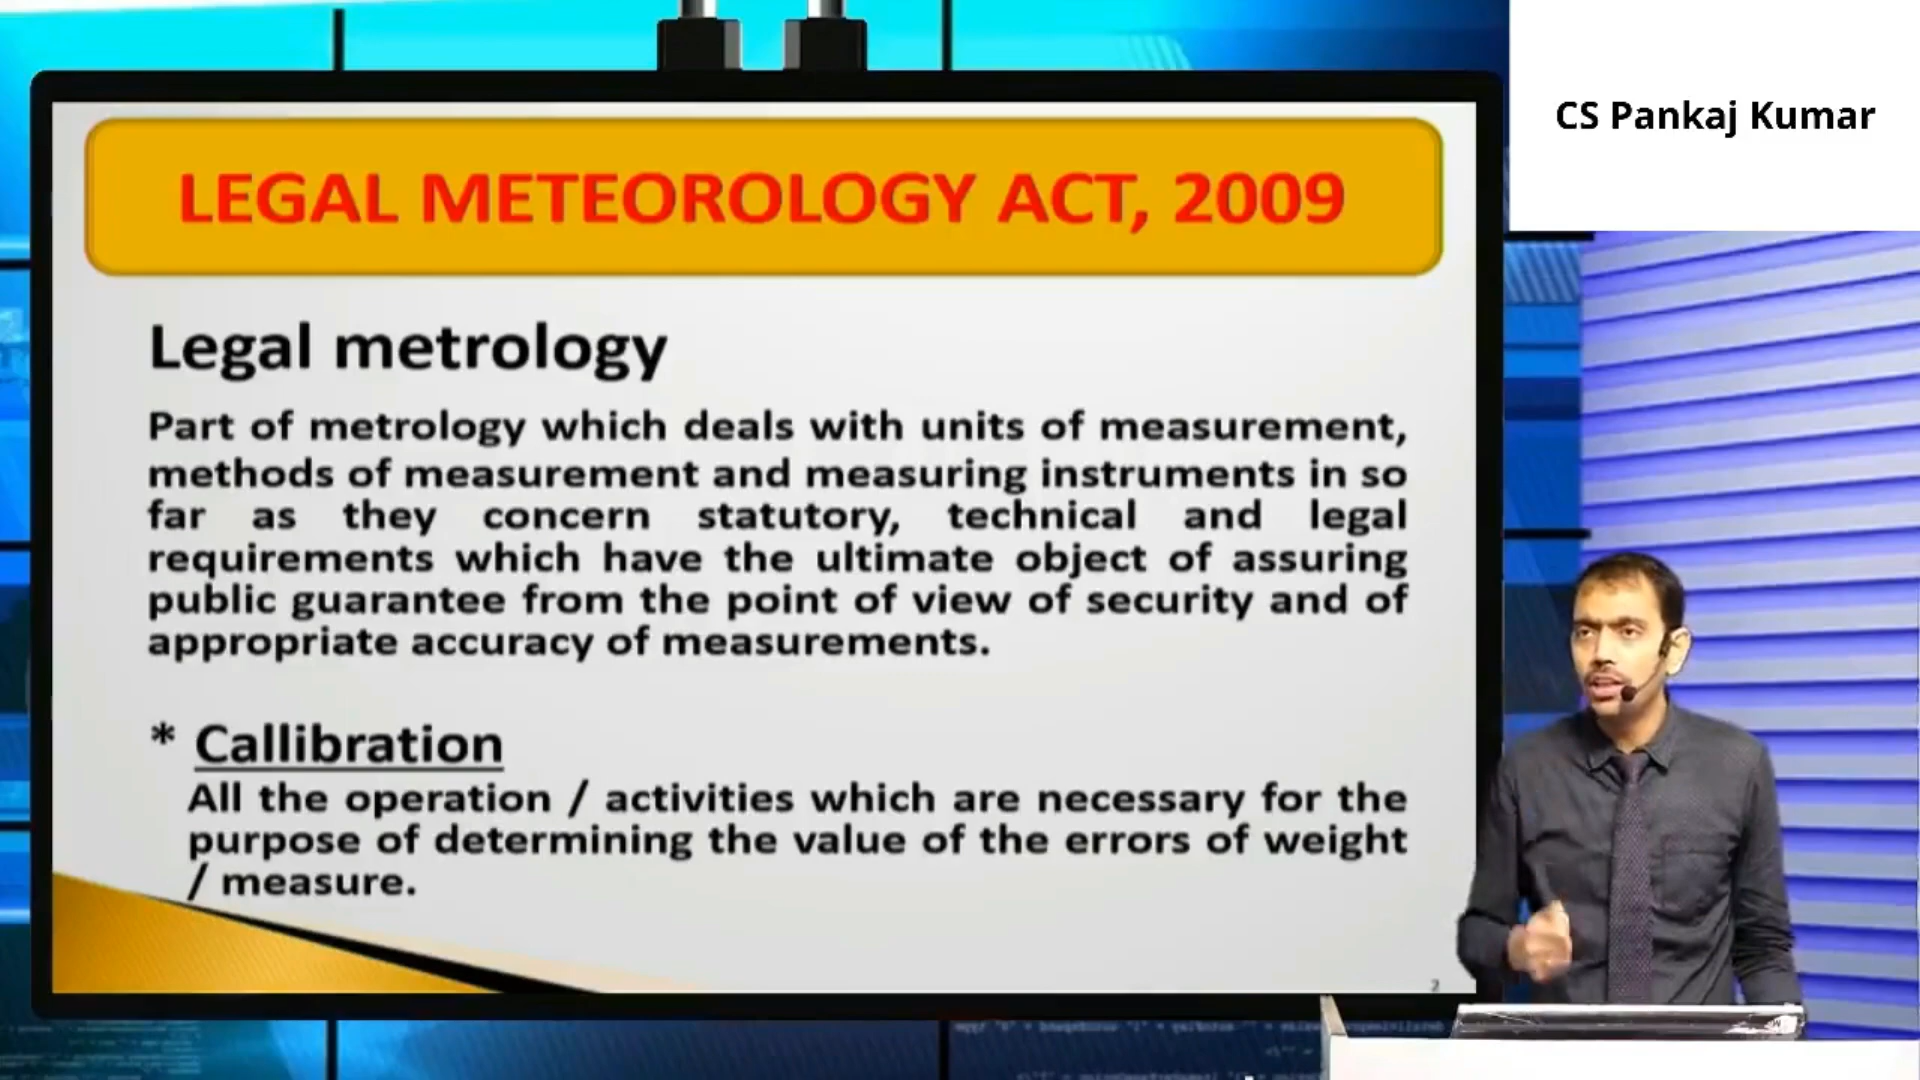 CS Pankaj Kumar
LEGAL METEOROLOGY ACT, 2009
Legal metrology
Part of metrology which deals with units of measurement,
methods of measurement and measuring instruments in so
far as they concern statutory, technical and legal
requirements which have the ultimate object of assuring
public guarantee from the point of view of security and of
appropriate accuracy of measurements.
* Callibration
All the operation / activities which are necessary for the
purpose of determining the value of the errors of weight
/ measure.
2